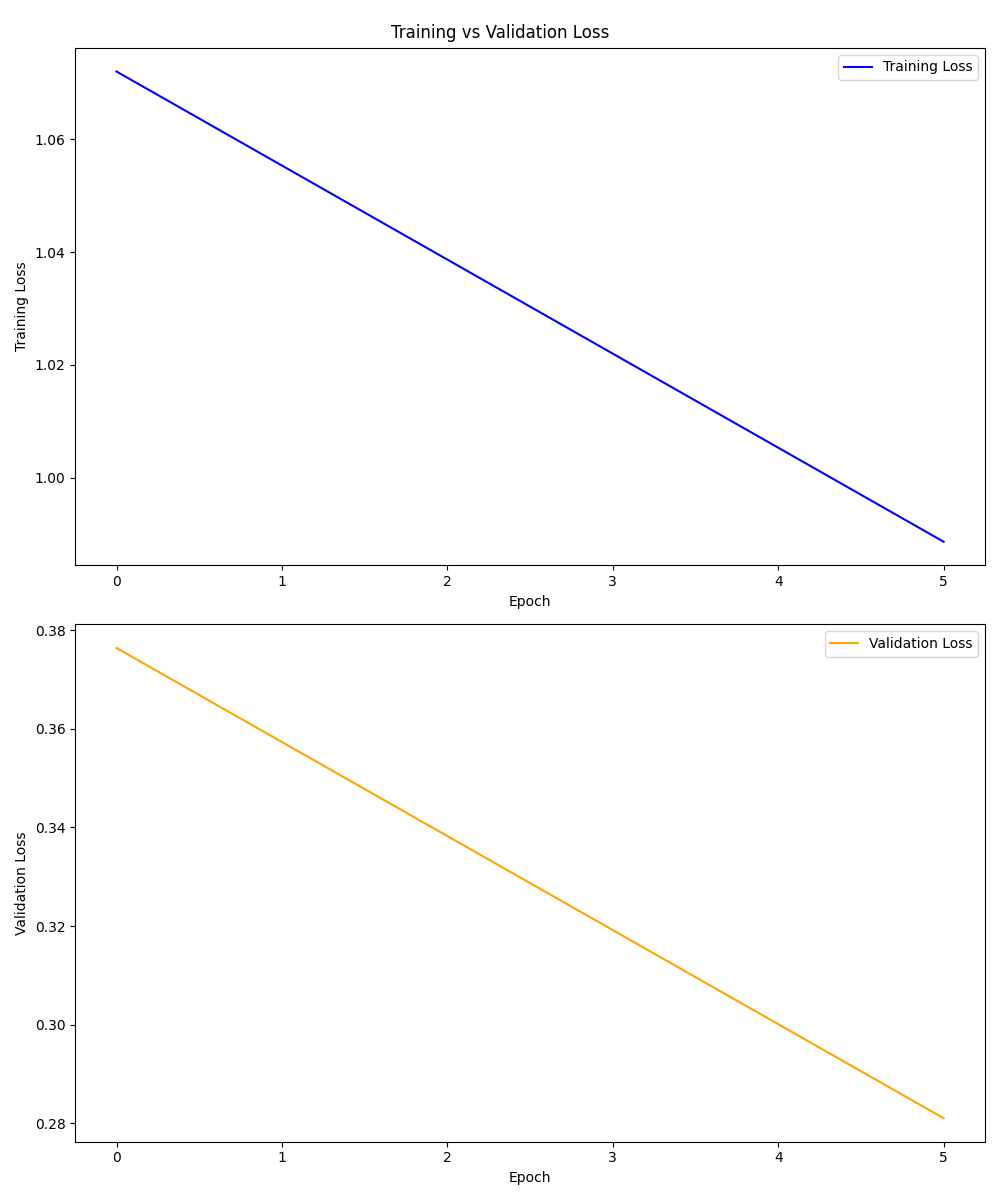 Training vs Validation Loss
Training Loss
1.06
1.04
1.02
1.00
Training Loss
0 1 2 3 4 5
Epoch
Validation Loss
0.38
0.36
0.34
0.32
0.30
0.28
Validation Loss
0 1 2 3 4 5
Epoch